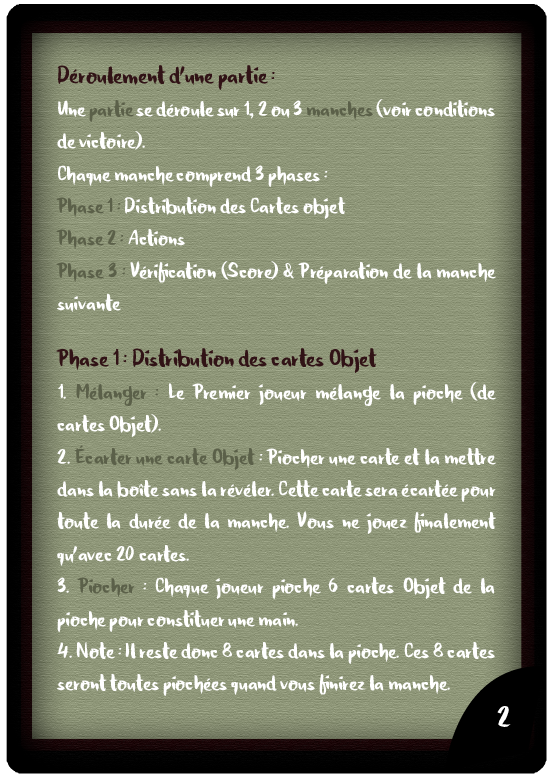 Déroulement d'une partie :
Une partie se déroule sur 1, 2 ou 3 manches (voir conditions
de victoire).
Chaque manche comprend 3 phases :
Phase 1 : Distribution des Cartes objet
Phase 2 : Actions
Phase 3 : Vérification (Score) & Préparation de la manche
suivante
Phase 1 : Distribution des cartes Objet
1. Mélanger : Le Premier joueur mélange la pioche (de
cartes Objet).
2. Écarter une carte Objet : Piocher une carte et la mettre
dans la boîte sans la révéler. Cette carte sera écartée pour
toute la durée de la manche. Vous ne jouez finalement
qu'avec 20 cartes.
3. Piocher : Chaque joueur pioche 6 cartes Objet de la
pioche pour constituer une main.
4. Note : Il reste donc 8 cartes dans la pioche. Ces 8 cartes
seront toutes piochées quand vous finirez la manche.
2